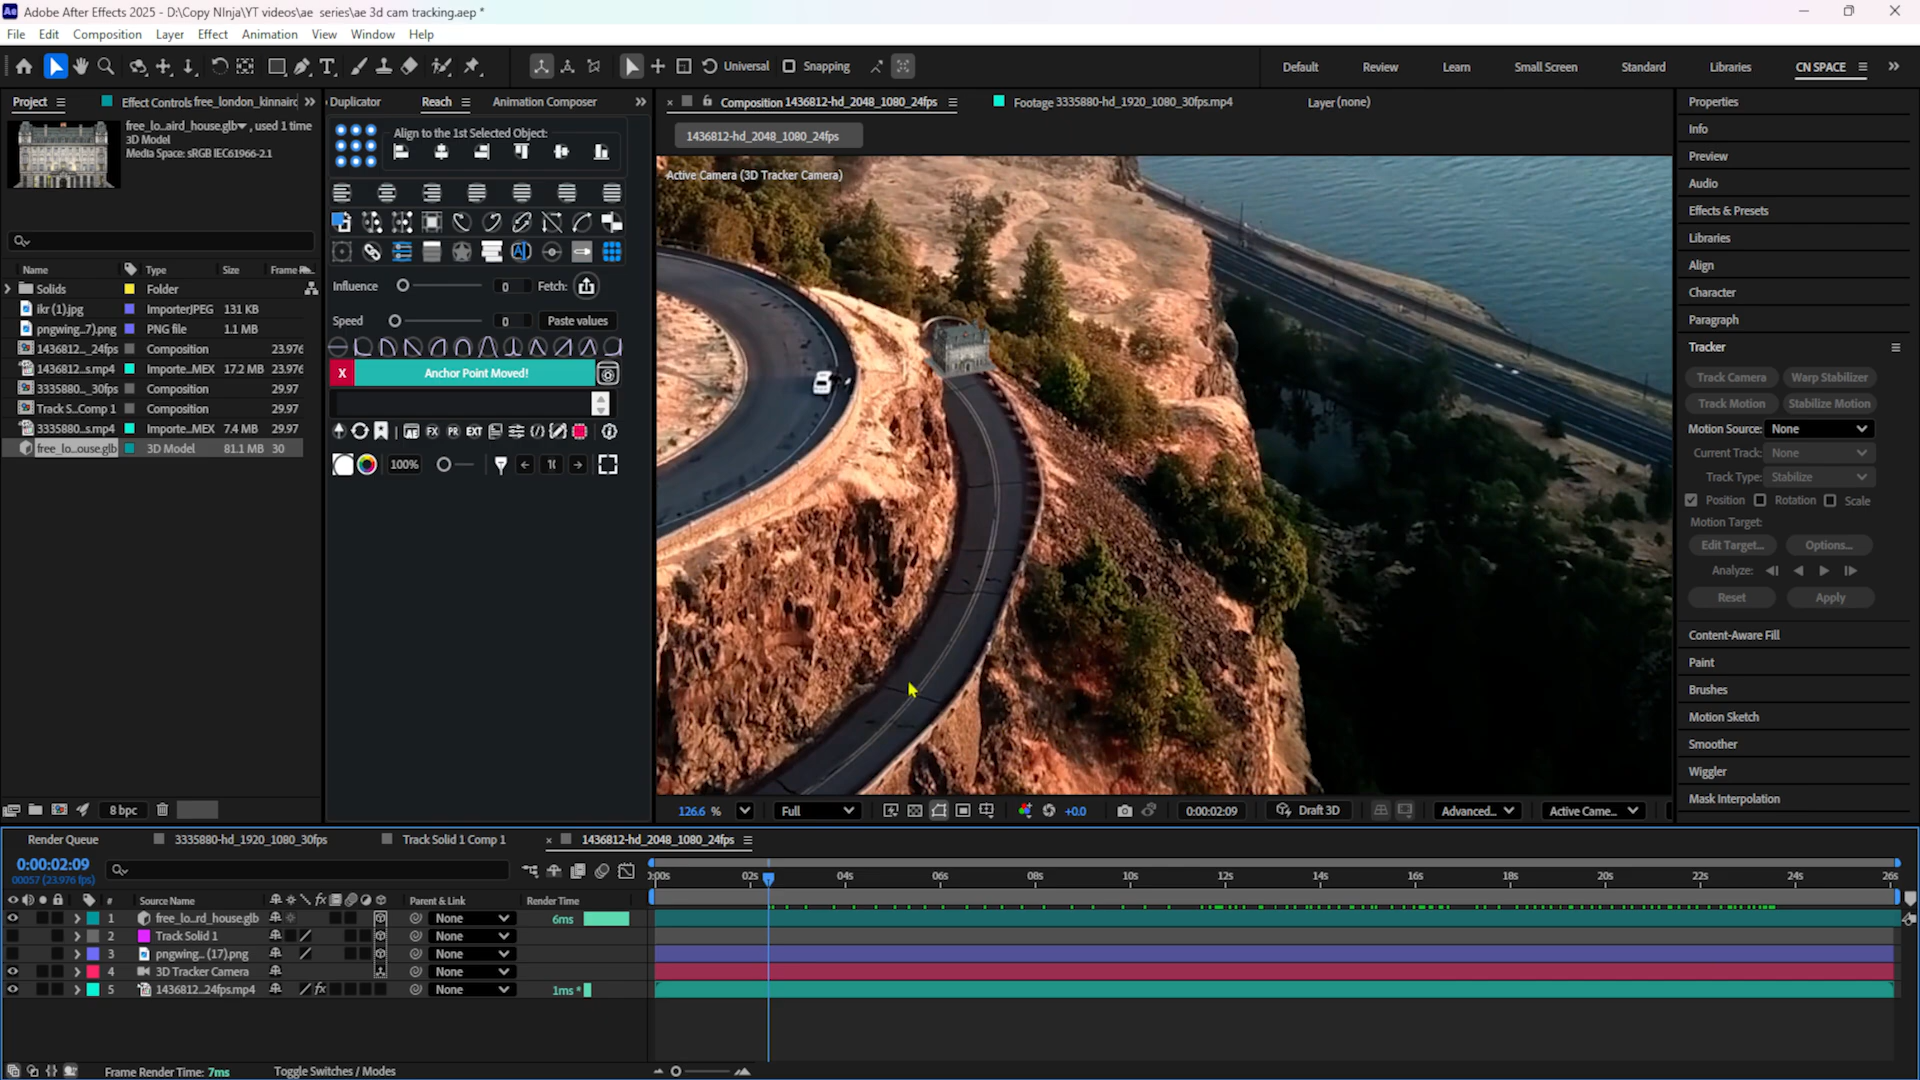 Adobe After Effects 2025 - D:\Copy NInja\YT videos\ae series\ae 3d cam tracking.aep *
File Edit Composition Layer Effect Animation View Window Help
Universal Snapping Default Review Learn Small Screen Standard Libraries CN SPACE
Project Effect Controls free_london_kinnaird
free_lo...aird_house.glb , used 1 time
3D Model
Media Space: sRGB IEC61966-2.1
Name Type Size Frame
Solids Folder
ikr (1).jpg ImporterJPEG 131 KB
pngwing...7).png PNG file 1.1 MB
1436812..._24fps Composition 23.976
1436812...s.mp4 Importe...MEX 17.2 MB 23.976
3335880..._30fps Composition 29.97
Track S...Comp 1 Composition 29.97
3335880...s.mp4 Importe...MEX 7.4 MB 29.97
free_lo...ouse.glb 3D Model 81.1 MB 30
8 bpc
Duplicator Reach Animation Composer
Align to the 1st Selected Object:
Influence 0 Fetch:
Speed 0 Paste values
X Anchor Point Moved!
FX PR EXT
100%
Composition 1436812-hd_2048_1080_24fps Footage 3335880-hd_1920_1080_30fps.mp4 Layer (none)
1436812-hd_2048_1080_24fps
Active Camera (3D Tracker Camera)
126.6 % Full +0.0 0:00:02:09 Draft 3D Advanced... Active Came...
Properties
Info
Preview
Audio
Effects & Presets
Libraries
Align
Character
Paragraph
Tracker
Track Camera Warp Stabilizer
Track Motion Stabilize Motion
Motion Source: None
Current Track: None
Track Type: Stabilize
Position Rotation Scale
Motion Target:
Edit Target... Options...
Analyze:
Reset Apply
Content-Aware Fill
Paint
Brushes
Motion Sketch
Smoother
Wiggler
Mask Interpolation
Render Queue 3335880-hd_1920_1080_30fps Track Solid 1 Comp 1 1436812-hd_2048_1080_24fps
0:00:02:09
00057 (23.976 fps)
:00s 02s 04s 06s 08s 10s 12s 14s 16s 18s 20s 22s 24s 26s
# Source Name Parent & Link Render Time
1 free_lo...rd_house.glb None 6ms
2 Track Solid 1 None
3 pngwing... (17).png None
4 3D Tracker Camera None
5 1436812...24fps.mp4 None 1ms *
Frame Render Time: 7ms Toggle Switches / Modes